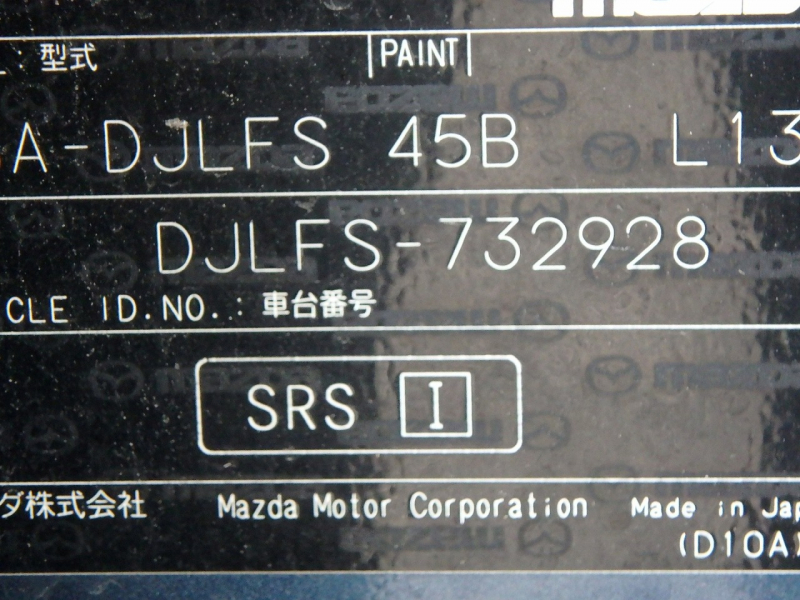 mazda
: 型式 PAINT
A-DJLFS 45B L13
DJLFS-732928
CLE ID.NO.: 車台番号
SRS I
ダ株式会社 Mazda Motor Corporation Made in Jap
(D10A)